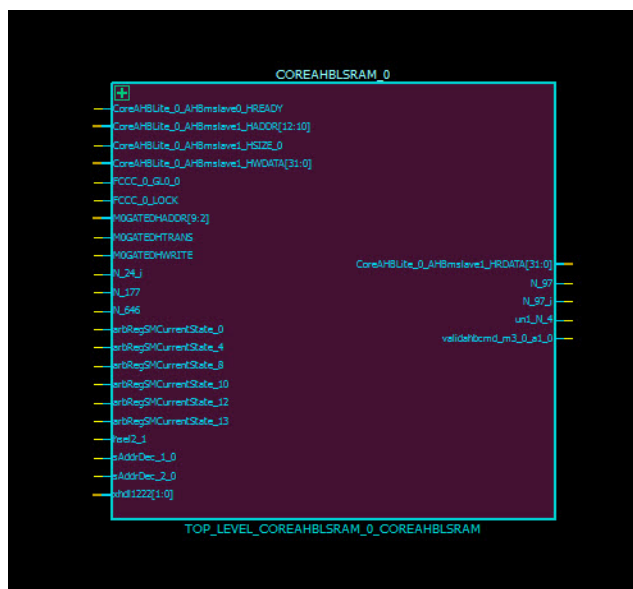 COREAHBLSRAM_0
CoreAHBLite_0_AHBmslave0_HREADY
CoreAHBLite_0_AHBmslave1_HADDR[12:10]
CoreAHBLite_0_AHBmslave1_HSIZE_0
CoreAHBLite_0_AHBmslave1_HWDATA[31:0]
FCCC_0_GL0_0
FCCC_0_LOCK
M0GATEDHADDR[9:2]
M0GATEDHTRANS
M0GATEDHWRITE
N_24_i
N_177
N_646
arbRegSMCurrentState_0
arbRegSMCurrentState_4
arbRegSMCurrentState_8
arbRegSMCurrentState_10
arbRegSMCurrentState_12
arbRegSMCurrentState_13
hsel2_1
sAddrDec_1_0
sAddrDec_2_0
xhdl1222[1:0]
CoreAHBLite_0_AHBmslave1_HRDATA[31:0]
N_97
N_97_i
un1_N_4
validahbcmd_m3_0_a1_0
TOP_LEVEL_COREAHBLSRAM_0_COREAHBLSRAM